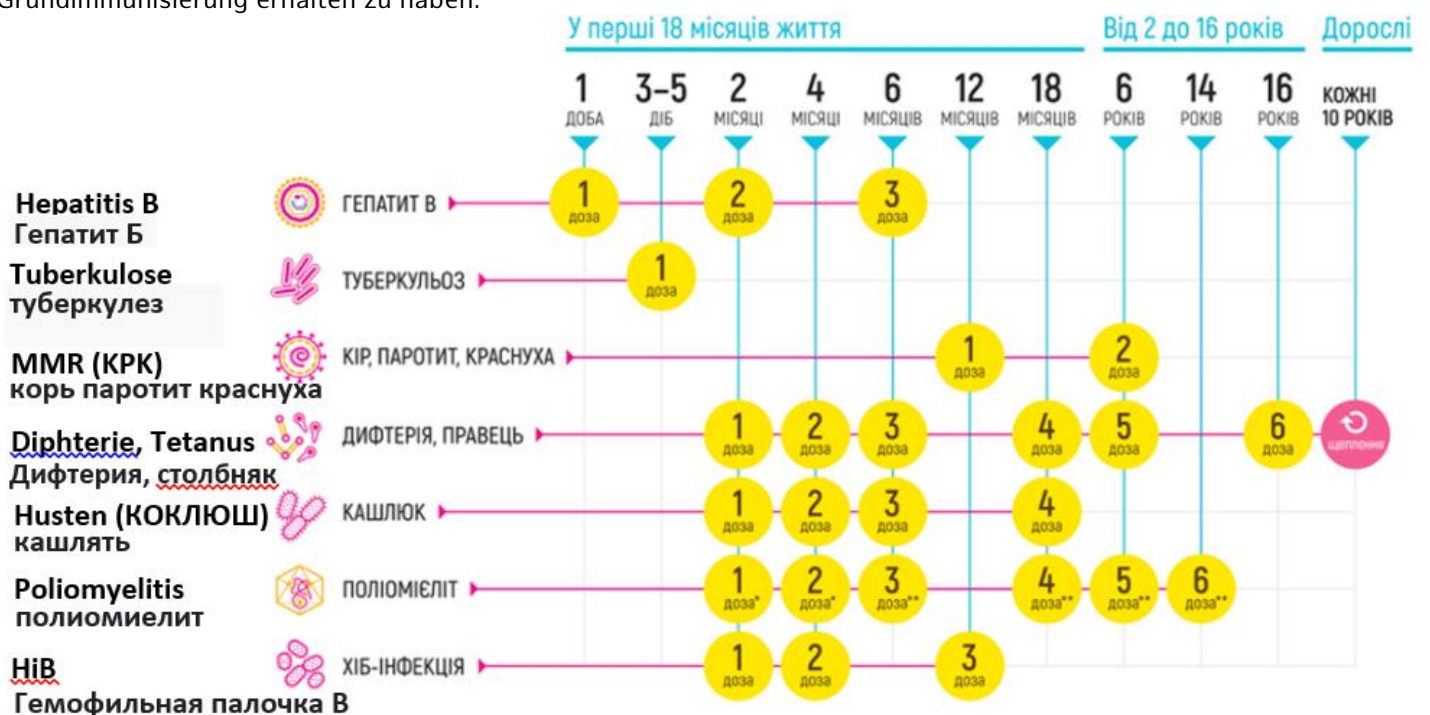 Grundimmunisierung erhalten zu haben.
У перші 18 місяців життя Від 2 до 16 років Дорослі
1 ДОБА 3–5 ДІБ 2 МІСЯЦІ 4 МІСЯЦІ 6 МІСЯЦІВ 12 МІСЯЦІВ 18 МІСЯЦІВ 6 РОКІВ 14 РОКІВ 16 РОКІВ КОЖНІ 10 РОКІВ
Hepatitis B
Гепатит Б
ГЕПАТИТ В 1 доза 2 доза 3 доза
Tuberkulose
туберкулез
ТУБЕРКУЛЬОЗ 1 доза
MMR (КРК)
корь паротит краснуха
КІР, ПАРОТИТ, КРАСНУХА 1 доза 2 доза
Diphterie, Tetanus
Дифтерия, столбняк
ДИФТЕРІЯ, ПРАВЕЦЬ 1 доза 2 доза 3 доза 4 доза 5 доза 6 доза щеплення
Husten (КОКЛЮШ)
кашлять
КАШЛЮК 1 доза 2 доза 3 доза 4 доза
Poliomyelitis
полиомиелит
ПОЛІОМІЄЛІТ 1 доза* 2 доза* 3 доза** 4 доза** 5 доза** 6 доза**
HiB
Гемофильная палочка В
ХІБ-ІНФЕКЦІЯ 1 доза 2 доза 3 доза